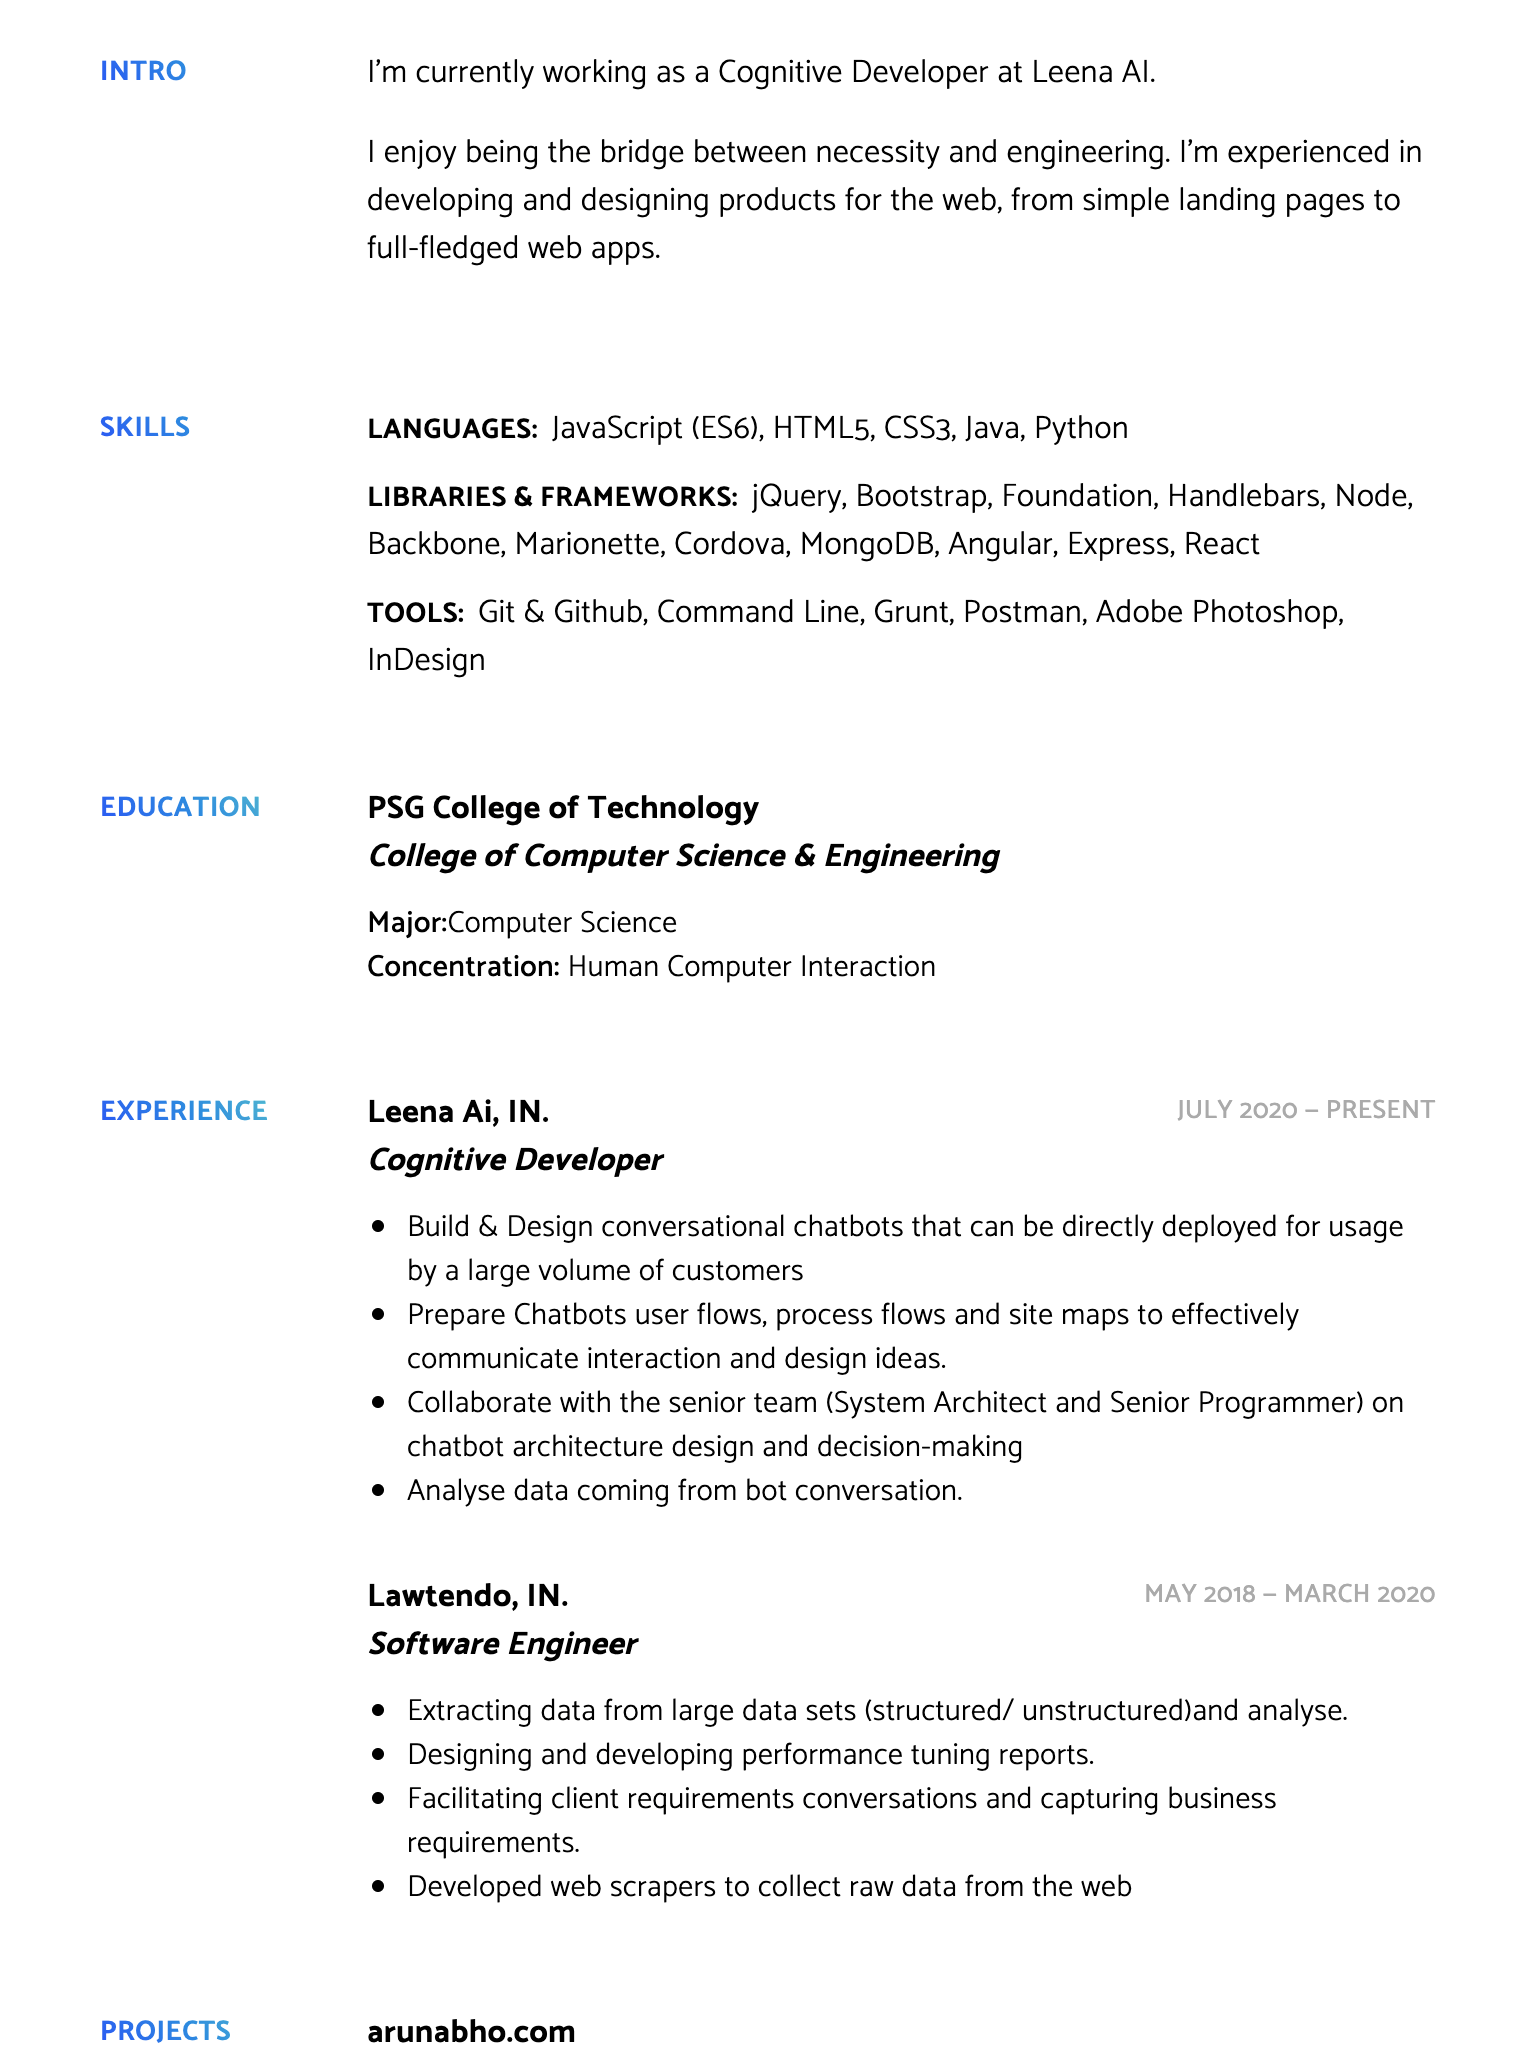 INTRO
I’m currently working as a Cognitive Developer at Leena AI.
I enjoy being the bridge between necessity and engineering. I’m experienced in
developing and designing products for the web, from simple landing pages to
full-fledged web apps.
SKILLS
LANGUAGES: JavaScript (ES6), HTML5, CSS3, Java, Python
LIBRARIES & FRAMEWORKS: jQuery, Bootstrap, Foundation, Handlebars, Node,
Backbone, Marionette, Cordova, MongoDB, Angular, Express, React
TOOLS: Git & Github, Command Line, Grunt, Postman, Adobe Photoshop,
InDesign
EDUCATION
PSG College of Technology
College of Computer Science & Engineering
Major:Computer Science
Concentration: Human Computer Interaction
EXPERIENCE
Leena Ai, IN.
JULY 2020 – PRESENT
Cognitive Developer
• Build & Design conversational chatbots that can be directly deployed for usage
by a large volume of customers
• Prepare Chatbots user flows, process flows and site maps to effectively
communicate interaction and design ideas.
• Collaborate with the senior team (System Architect and Senior Programmer) on
chatbot architecture design and decision-making
• Analyse data coming from bot conversation.
Lawtendo, IN.
MAY 2018 – MARCH 2020
Software Engineer
• Extracting data from large data sets (structured/ unstructured)and analyse.
• Designing and developing performance tuning reports.
• Facilitating client requirements conversations and capturing business
requirements.
• Developed web scrapers to collect raw data from the web
PROJECTS
arunabho.com